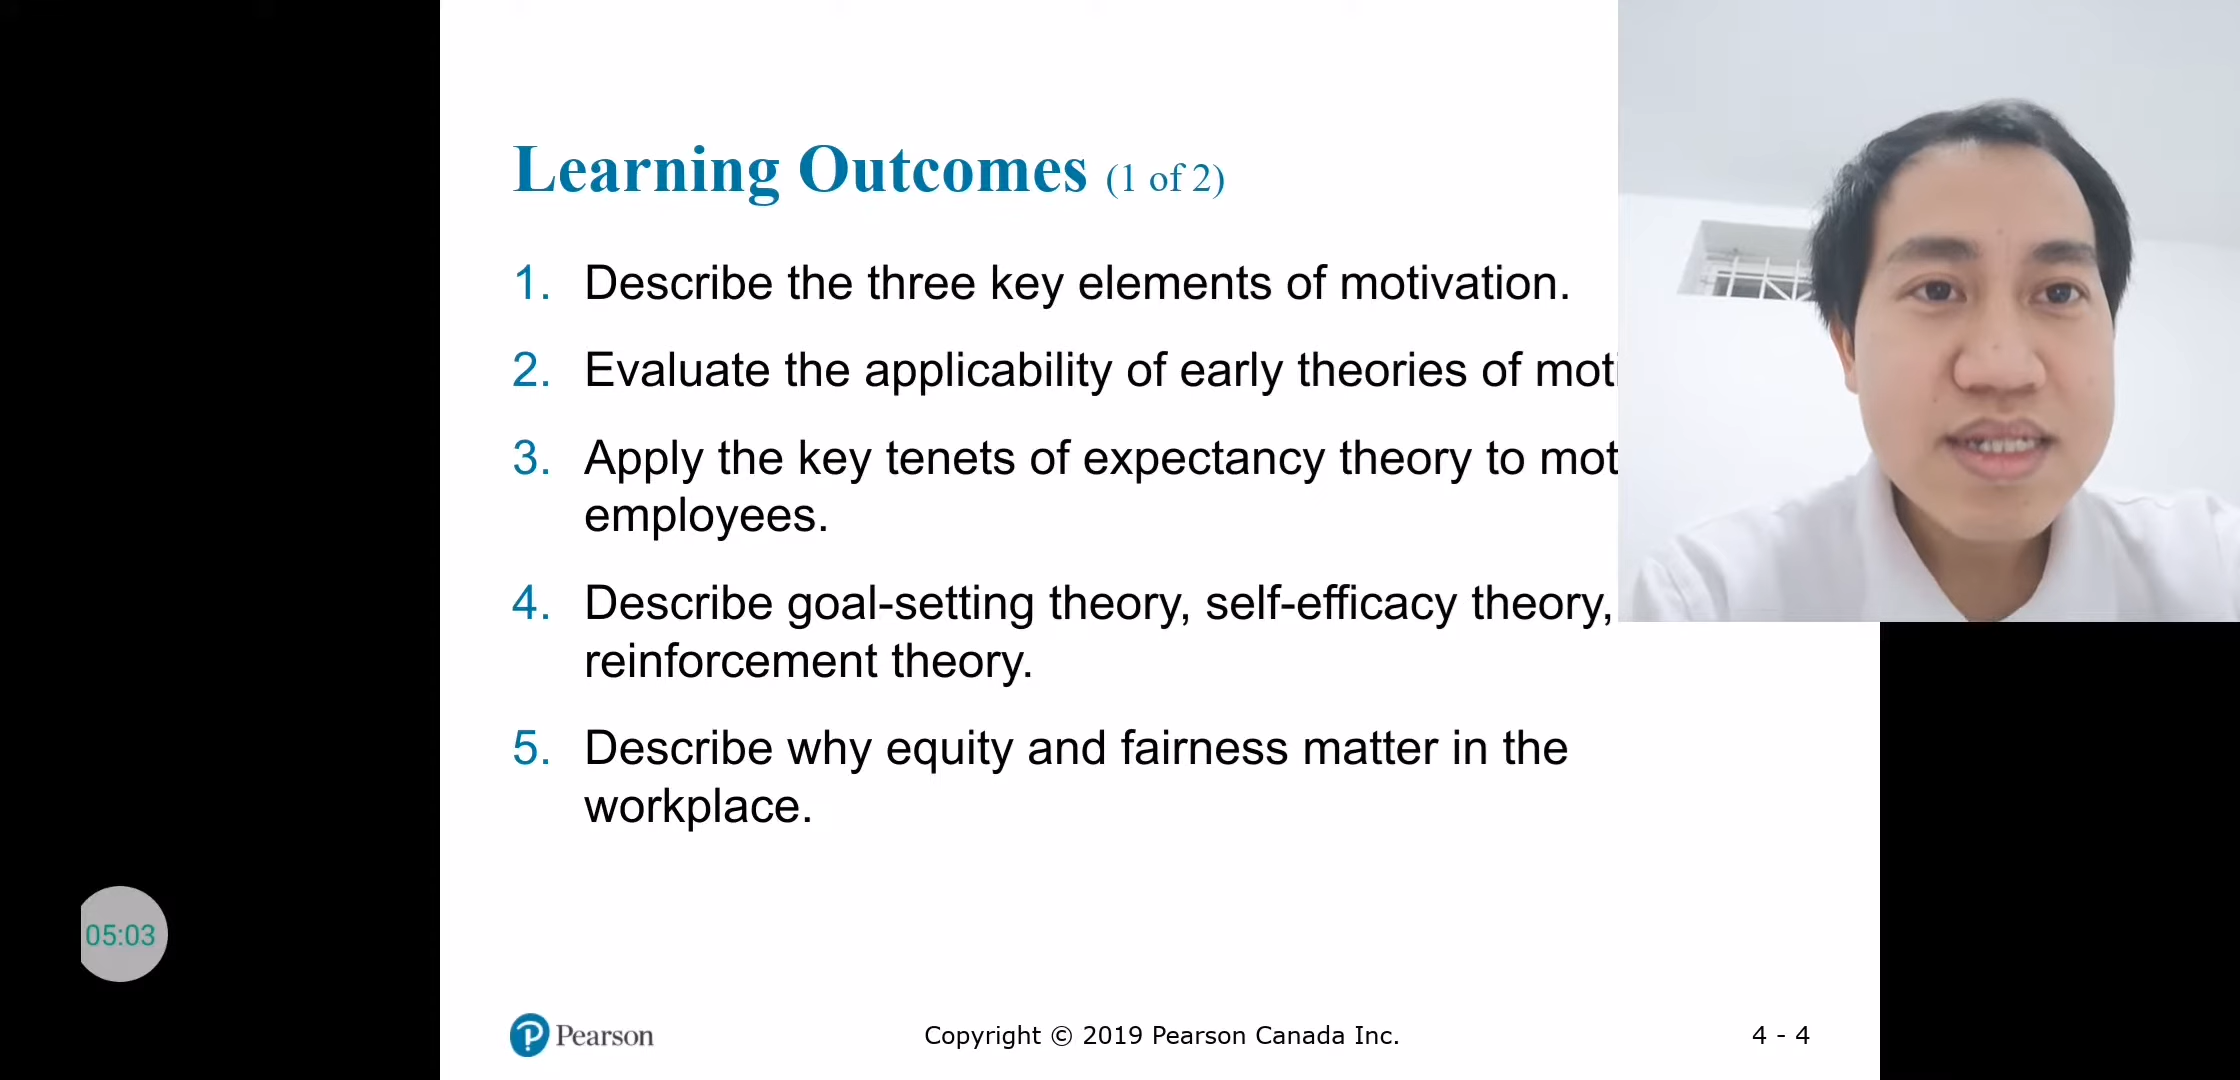 Learning Outcomes (1 of 2)
1. Describe the three key elements of motivation.
2. Evaluate the applicability of early theories of
3. Apply the key tenets of expectancy theory to
employees.
4. Describe goal-setting theory, self-efficacy theory,
reinforcement theory.
5. Describe why equity and fairness matter in the
workplace.
05:03
Pearson
Copyright © 2019 Pearson Canada Inc.
4 - 4